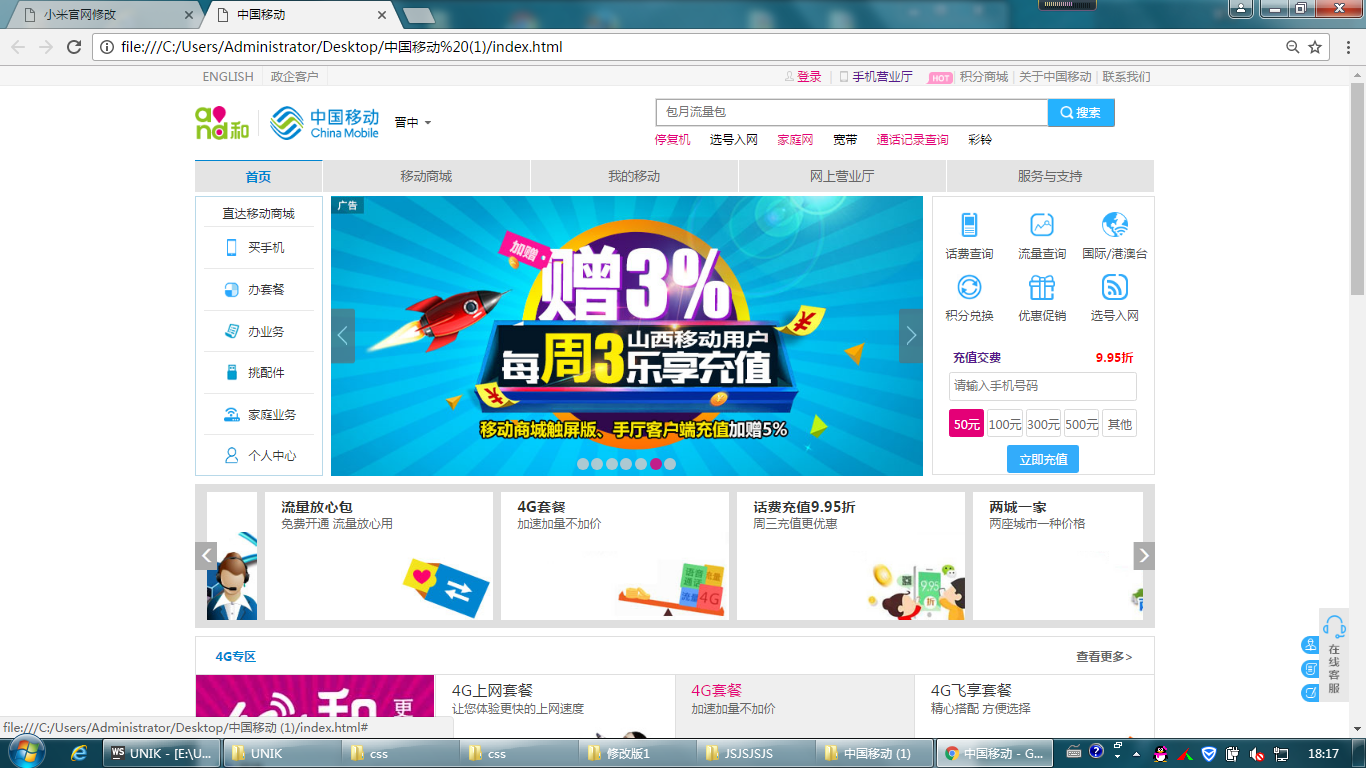 小米官网修改
中国移动
file:///C:/Users/Administrator/Desktop/中国移动%20(1)/index.html
ENGLISH 政企客户 登录 手机营业厅 HOT 积分商城 关于中国移动 联系我们
and和 中国移动 China Mobile 晋中
包月流量包 搜索
停复机 选号入网 家庭网 宽带 通话记录查询 彩铃
首页 移动商城 我的移动 网上营业厅 服务与支持
直达移动商城
买手机
办套餐
办业务
挑配件
家庭业务
个人中心
广告
加赠
赠3%
每周3 山西移动用户 乐享充值
移动商城触屏版、手厅客户端充值加赠5%
话费查询 流量查询 国际/港澳台
积分兑换 优惠促销 选号入网
充值交费 9.95折
请输入手机号码
50元 100元 300元 500元 其他
立即充值
流量放心包
免费开通 流量放心用
4G套餐
加速加量不加价
语音通话 流量 流量 4G
话费充值9.95折
周三充值更优惠
9.95 折
两城一家
两座城市一种价格
在线客服
4G专区 查看更多>
和 更
4G上网套餐
让您体验更快的上网速度
4G套餐
加速加量不加价
4G飞享套餐
精心搭配 方便选择
file:///C:/Users/Administrator/Desktop/中国移动 (1)/index.html#
UNIK - [E:\U... UNIK css css 修改版1 JSJSJSJS 中国移动 (1) 中国移动 - G... 18:17